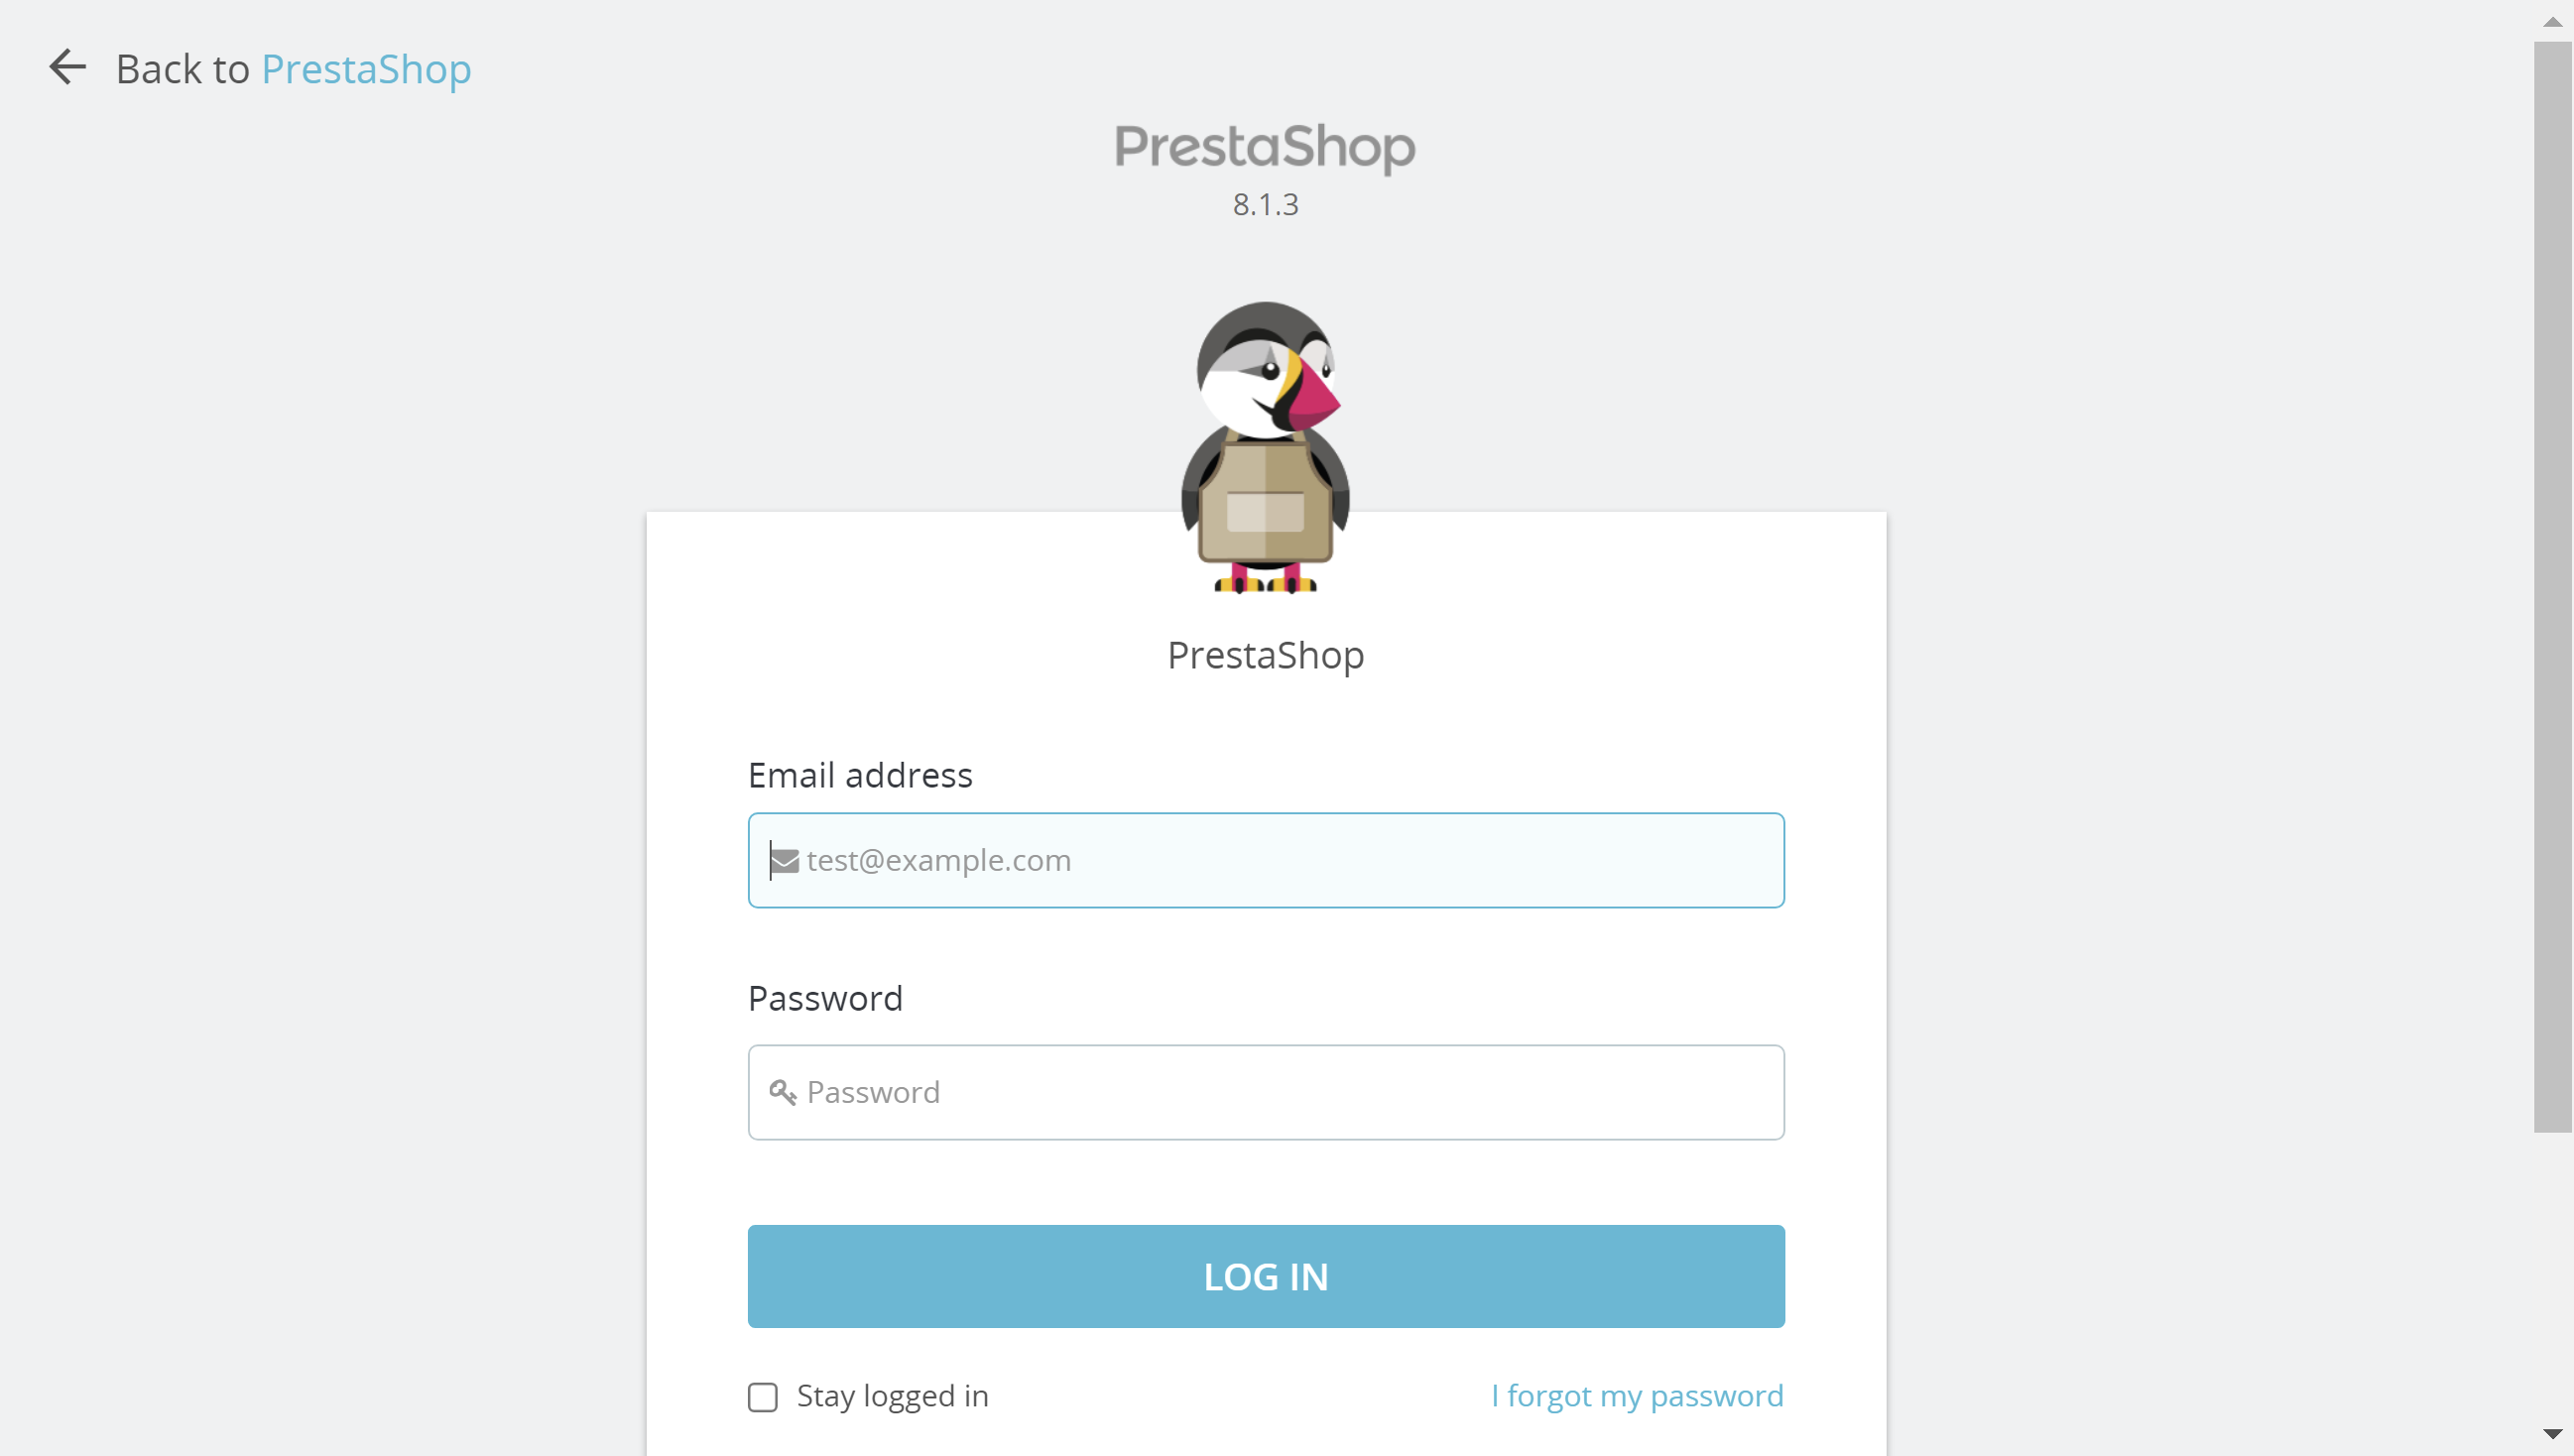 Back to PrestaShop
PrestaShop
8.1.3
PrestaShop
Email address
test@example.com
Password
Password
LOG IN
Stay logged in
I forgot my password